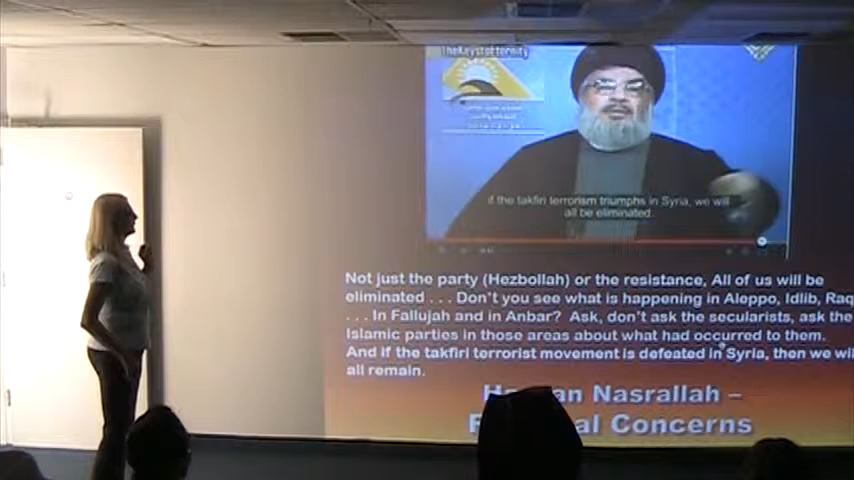 TheKeystoEternity
if the takfiri terrorism triumphs in Syria, we will
all be eliminated.
Not just the party (Hezbollah) or the resistance, All of us will be
eliminated . . . Don't you see what is happening in Aleppo, Idlib, Raq
. . . In Fallujah and in Anbar? Ask, don't ask the secularists, ask the
Islamic parties in those areas about what had occurred to them.
And if the takfiri terrorist movement is defeated in Syria, then we wil
all remain.
Nasrallah –
Concerns